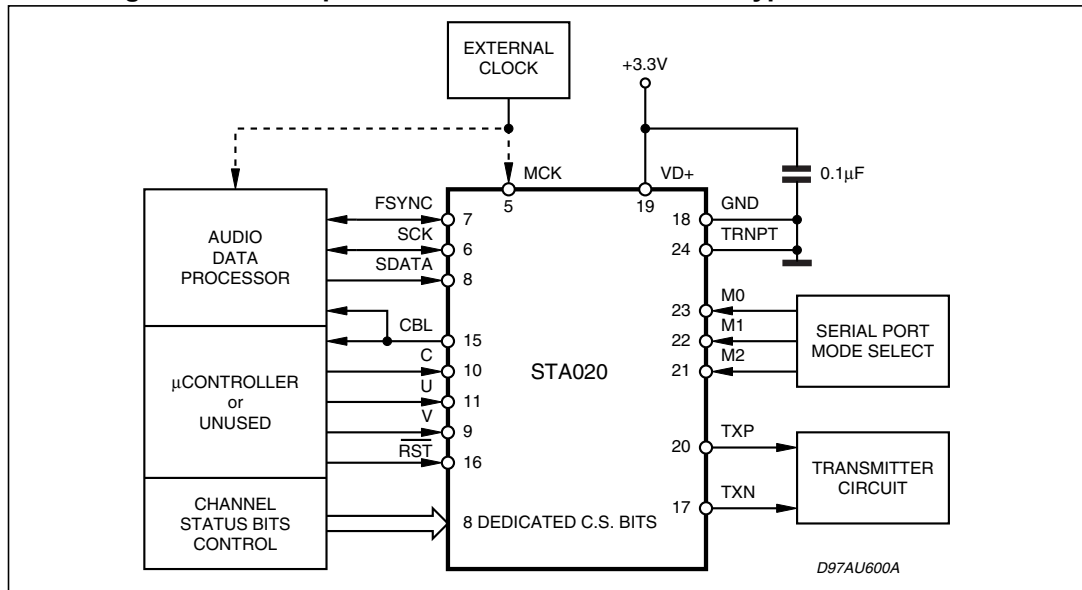 EXTERNAL
CLOCK
+3.3V
MCK
5
VD+
19
0.1µF
AUDIO
DATA
PROCESSOR
FSYNC
7
SCK
6
SDATA
8
CBL
15
µCONTROLLER
or
UNUSED
C
10
U
11
V
9
RST
16
CHANNEL
STATUS BITS
CONTROL
8 DEDICATED C.S. BITS
STA020
GND
18
TRNPT
24
M0
23
M1
22
M2
21
SERIAL PORT
MODE SELECT
TXP
20
TXN
17
TRANSMITTER
CIRCUIT
D97AU600A